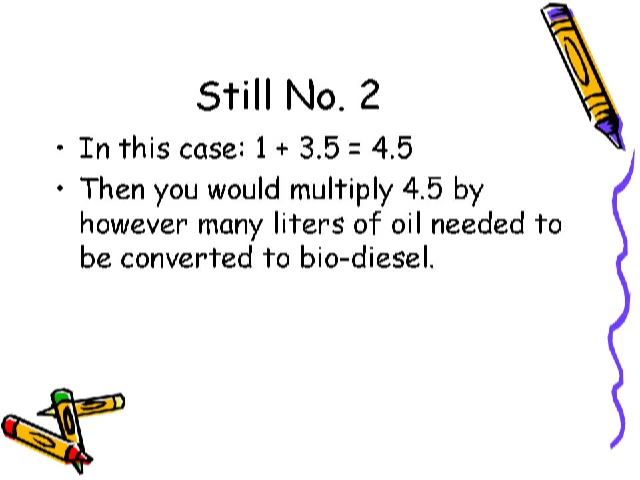 Still No. 2
• In this case: 1 + 3.5 = 4.5
• Then you would multiply 4.5 by
however many liters of oil needed to
be converted to bio-diesel.